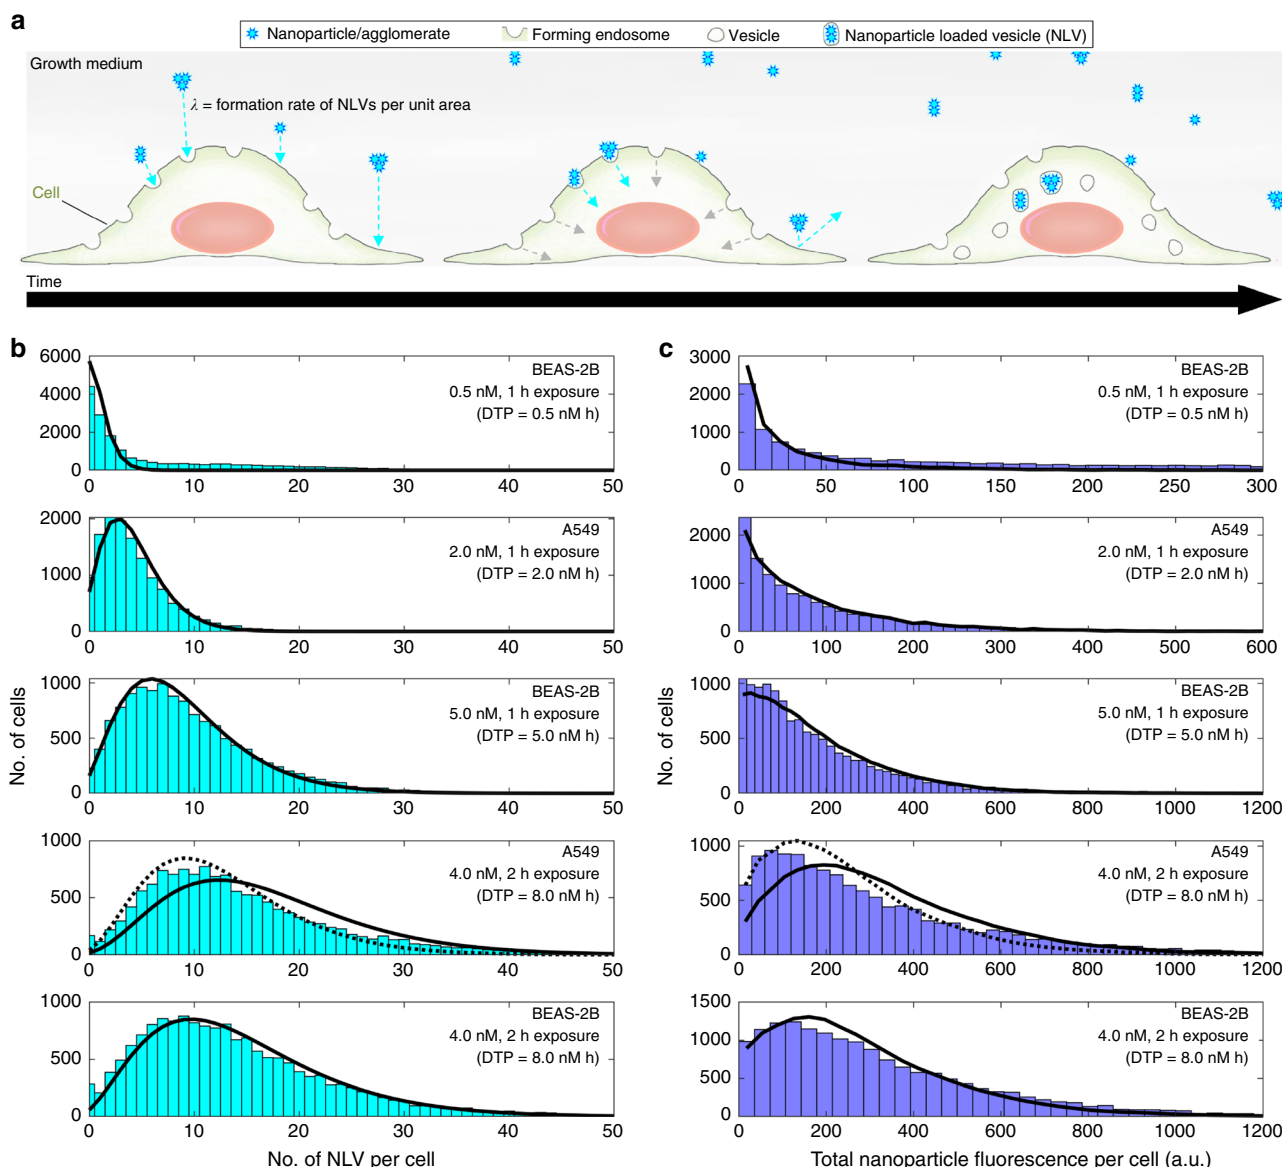 a
Nanoparticle/agglomerate Forming endosome Vesicle Nanoparticle loaded vesicle (NLV)
Growth medium
λ = formation rate of NLVs per unit area
Cell
Time
b
6000
4000
2000
0
0 10 20 30 40 50
BEAS-2B
0.5 nM, 1 h exposure
(DTP = 0.5 nM h)
2000
1000
0
0 10 20 30 40 50
A549
2.0 nM, 1 h exposure
(DTP = 2.0 nM h)
No. of cells
1000
500
0
0 10 20 30 40 50
BEAS-2B
5.0 nM, 1 h exposure
(DTP = 5.0 nM h)
1000
500
0
0 10 20 30 40 50
A549
4.0 nM, 2 h exposure
(DTP = 8.0 nM h)
1000
500
0
0 10 20 30 40 50
BEAS-2B
4.0 nM, 2 h exposure
(DTP = 8.0 nM h)
No. of NLV per cell
c
3000
2000
1000
0
0 50 100 150 200 250 300
BEAS-2B
0.5 nM, 1 h exposure
(DTP = 0.5 nM h)
2000
1000
0
0 100 200 300 400 500 600
A549
2.0 nM, 1 h exposure
(DTP = 2.0 nM h)
No. of cells
1000
500
0
0 200 400 600 800 1000 1200
BEAS-2B
5.0 nM, 1 h exposure
(DTP = 5.0 nM h)
1000
500
0
0 200 400 600 800 1000 1200
A549
4.0 nM, 2 h exposure
(DTP = 8.0 nM h)
1500
1000
500
0
0 200 400 600 800 1000 1200
BEAS-2B
4.0 nM, 2 h exposure
(DTP = 8.0 nM h)
Total nanoparticle fluorescence per cell (a.u.)